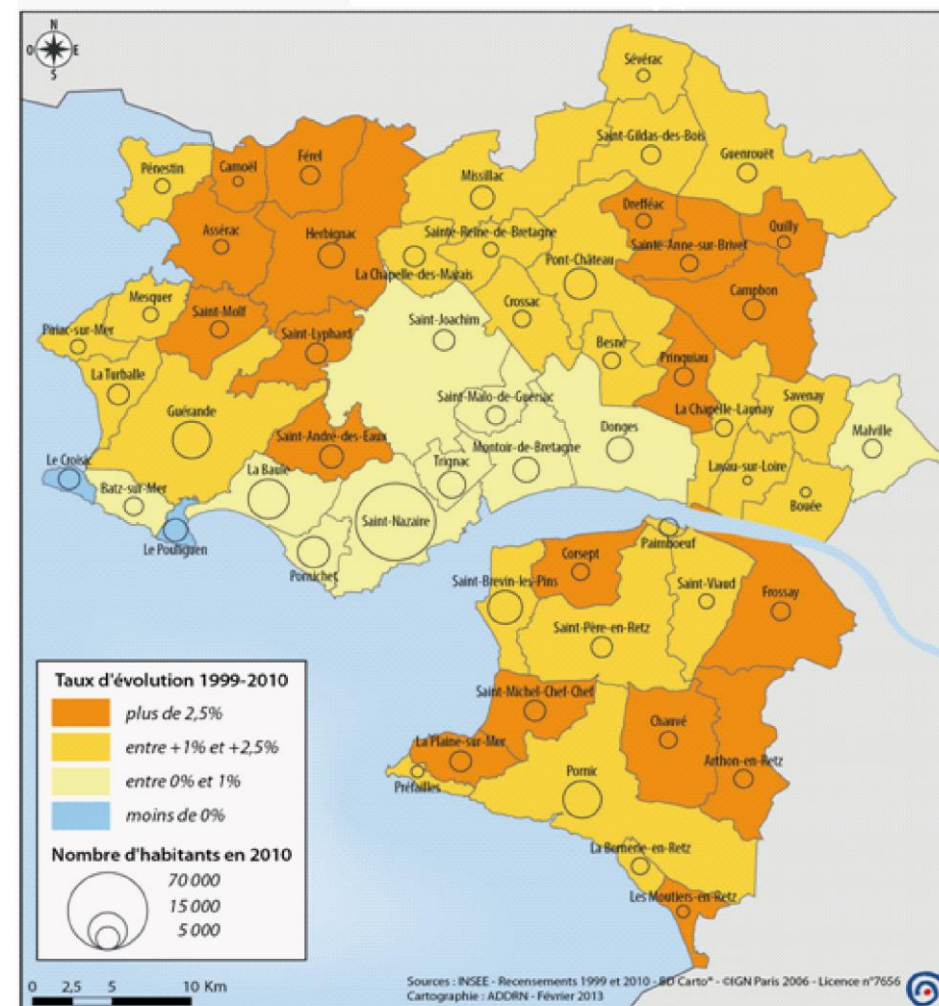 N
O E
S
Sévérac
Saint-Gildas-des-Bois
Guenrouët
Pénestin
Camoël
Férel
Missillac
Drefféac
Quilly
Assérac
Herbignac
Sainte-Reine-de-Bretagne
Sainte-Anne-sur-Brivet
La Chapelle-des-Marais
Pont-Château
Mesquer
Saint-Molf
Crossac
Campbon
Piriac-sur-Mer
Saint-Lyphard
Saint-Joachim
Besné
Prinquiau
La Turballe
Guérande
Saint-Malo-de-Guersac
La Chapelle-Launay
Savenay
Saint-André-des-Eaux
Montoir-de-Bretagne
Donges
Malville
Le Croisic
Batz-sur-Mer
La Baule
Trignac
Lavau-sur-Loire
Bouée
Saint-Nazaire
Le Pouliguen
Pornichet
Paimboeuf
Corsept
Saint-Brevin-les-Pins
Saint-Viaud
Frossay
Saint-Père-en-Retz
Saint-Michel-Chef-Chef
Chauvé
La Plaine-sur-Mer
Arthon-en-Retz
Préfailles
Pornic
La Bernerie-en-Retz
Les Moutiers-en-Retz
Taux d'évolution 1999-2010
plus de 2,5%
entre +1% et +2,5%
entre 0% et 1%
moins de 0%
Nombre d'habitants en 2010
70 000
15 000
5 000
0 2,5 5 10 Km
Sources : INSEE - Recensements 1999 et 2010 - BD Carto® - ©IGN Paris 2006 - Licence n°7656
Cartographie : ADDRN - Février 2013